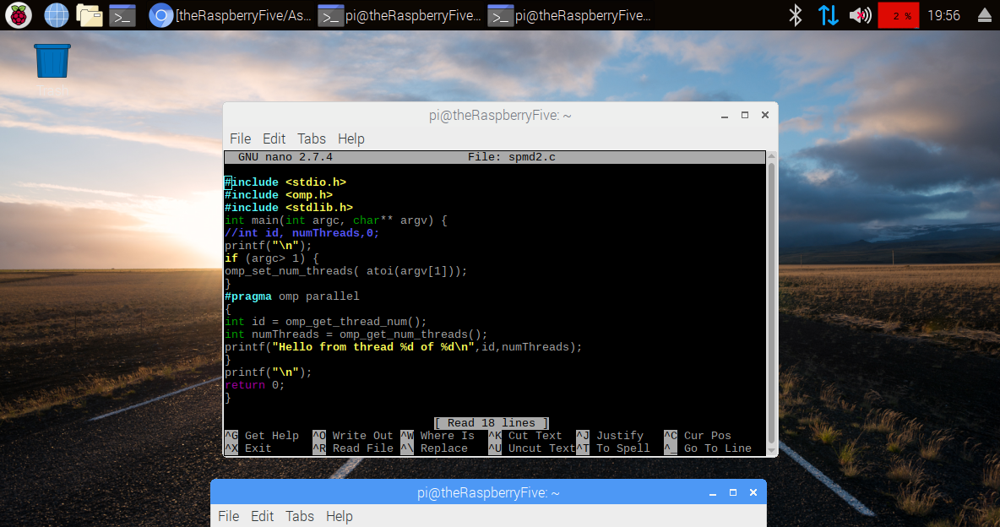 [theRaspberryFive/As...
pi@theRaspberryFive...
pi@theRaspberryFive...
2 %
19:56
Trash
pi@theRaspberryFive: ~
File Edit Tabs Help
GNU nano 2.7.4 File: spmd2.c
#include <stdio.h>
#include <omp.h>
#include <stdlib.h>
int main(int argc, char** argv) {
//int id, numThreads,0;
printf("\n");
if (argc> 1) {
omp_set_num_threads( atoi(argv[1]));
}
#pragma omp parallel
{
int id = omp_get_thread_num();
int numThreads = omp_get_num_threads();
printf("Hello from thread %d of %d\n",id,numThreads);
}
printf("\n");
return 0;
}
[ Read 18 lines ]
^G Get Help ^O Write Out ^W Where Is ^K Cut Text ^J Justify ^C Cur Pos
^X Exit ^R Read File ^\ Replace ^U Uncut Text ^T To Spell ^_ Go To Line
pi@theRaspberryFive: ~
File Edit Tabs Help